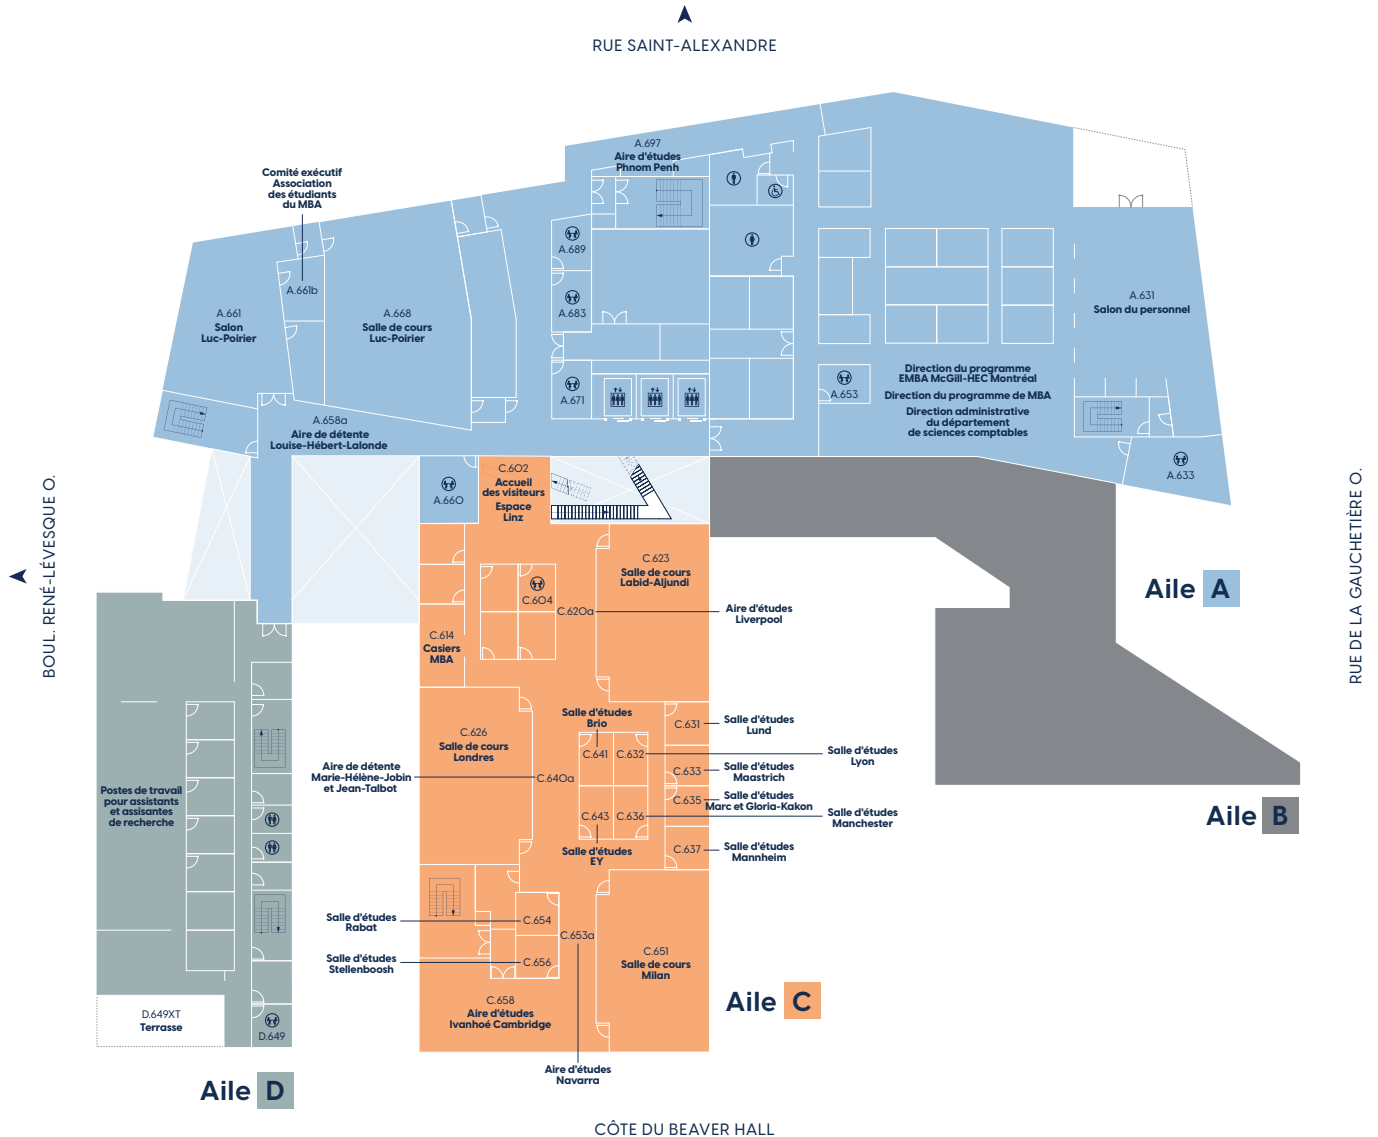 RUE SAINT-ALEXANDRE
A.697
Aire d'études
Phnom Penh
Comité exécutif
Association
des étudiants
du MBA
A.689
A.661b
A.683
A.661
Salon
Luc-Poirier
A.668
Salle de cours
Luc-Poirier
A.631
Salon du personnel
A.671
A.653
Direction du programme
EMBA McGill-HEC Montréal
Direction du programme de MBA
Direction administrative
du département
de sciences comptables
A.658a
Aire de détente
Louise-Hébert-Lalonde
A.633
A.660
C.602
Accueil
des visiteurs
Espace
Linz
BOUL. RENÉ-LÉVESQUE O.
RUE DE LA GAUCHETIÈRE O.
C.623
Salle de cours
Labid-Aljundi
C.604
C.620a
Aire d'études
Liverpool
Aile A
C.614
Casiers
MBA
Salle d'études
Brio
C.631
Salle d'études
Lund
C.626
Salle de cours
Londres
C.641
C.632
Salle d'études
Lyon
Aire de détente
Marie-Hélène-Jobin
et Jean-Talbot
C.640a
C.633
Salle d'études
Maastrich
C.635
Salle d'études
Marc et Gloria-Kakon
C.643
C.636
Salle d'études
Manchester
Aile B
Postes de travail
pour assistants
et assisantes
de recherche
Salle d'études
EY
C.637
Salle d'études
Mannheim
Salle d'études
Rabat
C.654
C.653a
Salle d'études
Stellenboosh
C.656
C.651
Salle de cours
Milan
C.658
Aire d'études
Ivanhoé Cambridge
Aile C
D.649XT
Terrasse
D.649
Aire d'études
Navarra
Aile D
CÔTE DU BEAVER HALL